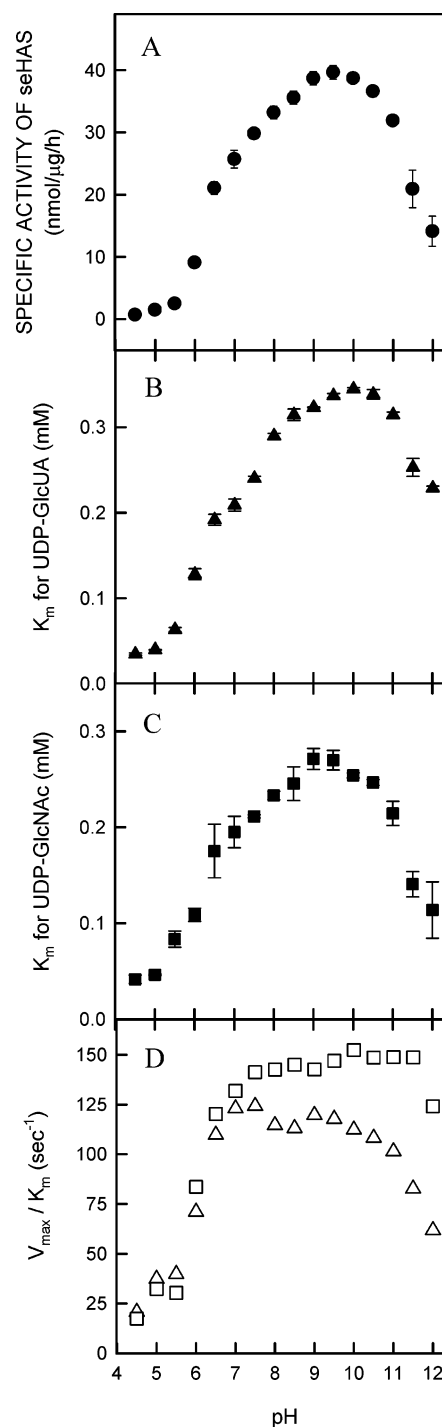 A
SPECIFIC ACTIVITY OF seHAS
(nmol/μg/h)
40
30
20
10
0
B
K_m for UDP-GlcUA (mM)
0.3
0.2
0.1
0.0
C
K_m for UDP-GlcNAc (mM)
0.3
0.2
0.1
0.0
D
V_max / K_m (sec⁻¹)
150
125
100
75
50
25
0
4 5 6 7 8 9 10 11 12
pH